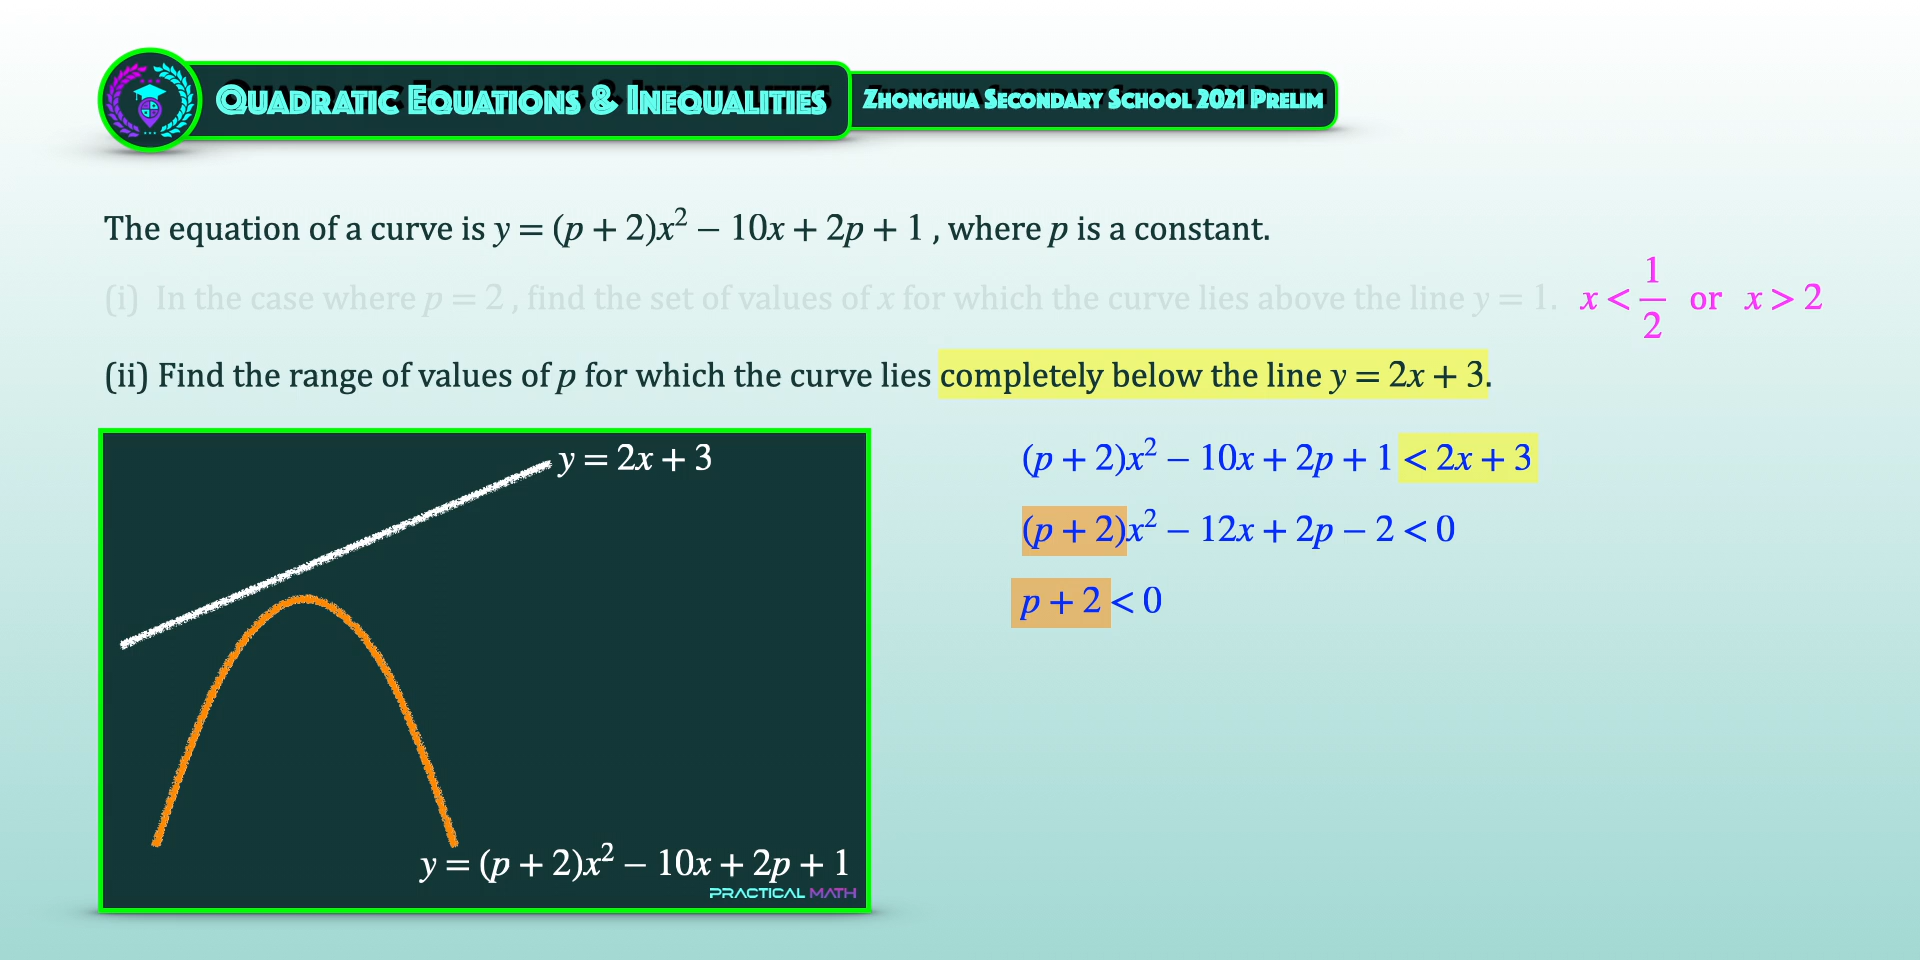 Quadratic Equations & Inequalities
Zhonghua Secondary School 2021 Prelim
The equation of a curve is y = (p + 2)x² − 10x + 2p + 1 , where p is a constant.
(i) In the case where p = 2 , find the set of values of x for which the curve lies above the line y = 1. x < 1/2 or x > 2
(ii) Find the range of values of p for which the curve lies completely below the line y = 2x + 3.
y = 2x + 3
y = (p + 2)x² − 10x + 2p + 1
PRACTICAL MATH
(p + 2)x² − 10x + 2p + 1 < 2x + 3
(p + 2)x² − 12x + 2p − 2 < 0
p + 2 < 0